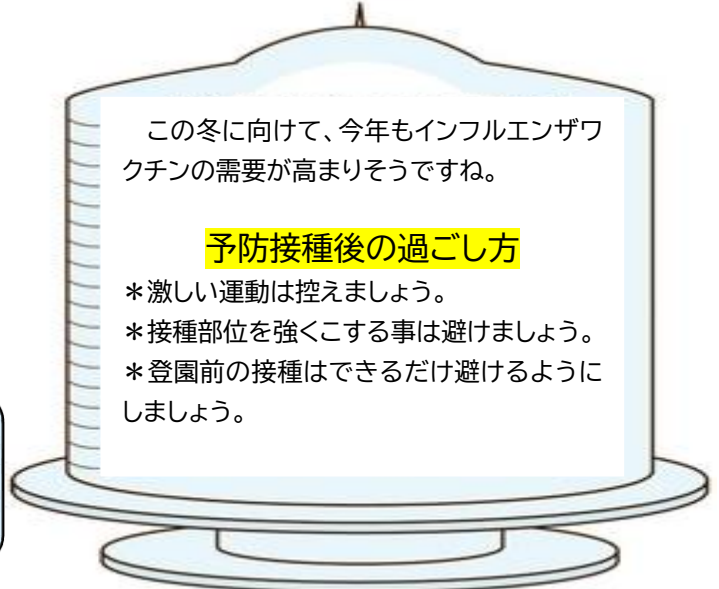 この冬に向けて、今年もインフルエンザワ
クチンの需要が高まりそうですね。
予防接種後の過ごし方
＊激しい運動は控えましょう。
＊接種部位を強くこする事は避けましょう。
＊登園前の接種はできるだけ避けるように
しましょう。